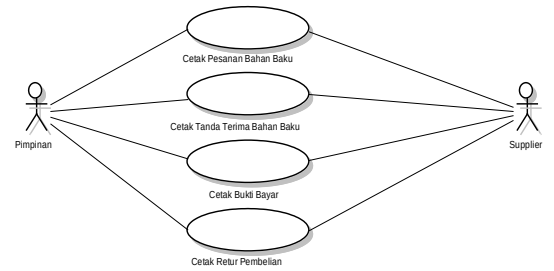 Cetak Pesanan Bahan Baku
Cetak Tanda Terima Bahan Baku
Pimpinan
Supplier
Cetak Bukti Bayar
Cetak Retur Pembelian